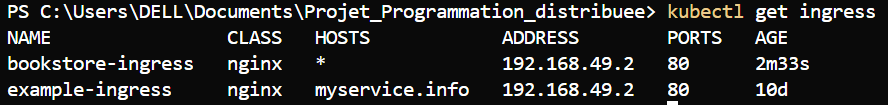 PS C:\Users\DELL\Documents\Projet_Programmation_distribuee> kubectl get ingress
NAME CLASS HOSTS ADDRESS PORTS AGE
bookstore-ingress nginx * 192.168.49.2 80 2m33s
example-ingress nginx myservice.info 192.168.49.2 80 10d